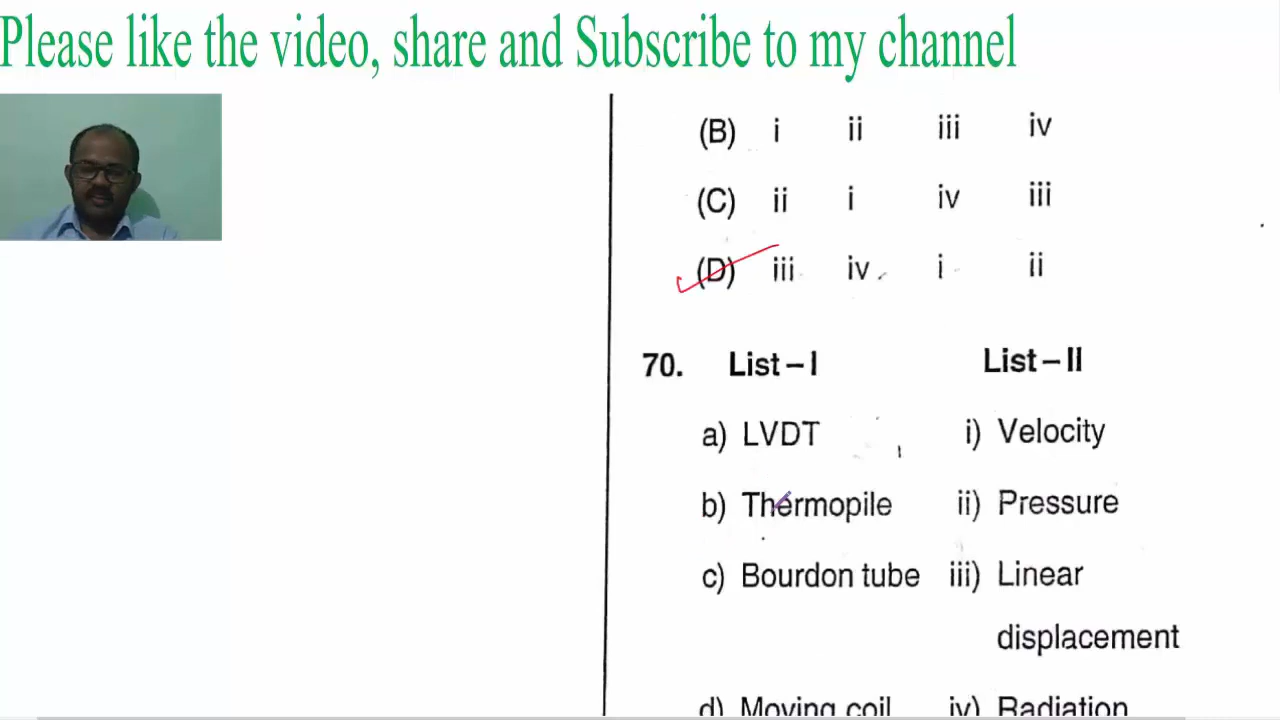 Please like the video, share and Subscribe to my channel
(B) i ii iii iv
(C) ii i iv iii
(D) iii iv i ii
70. List – I List – II
a) LVDT i) Velocity
b) Thermopile ii) Pressure
c) Bourdon tube iii) Linear
displacement
d) Moving coil iv) Radiation